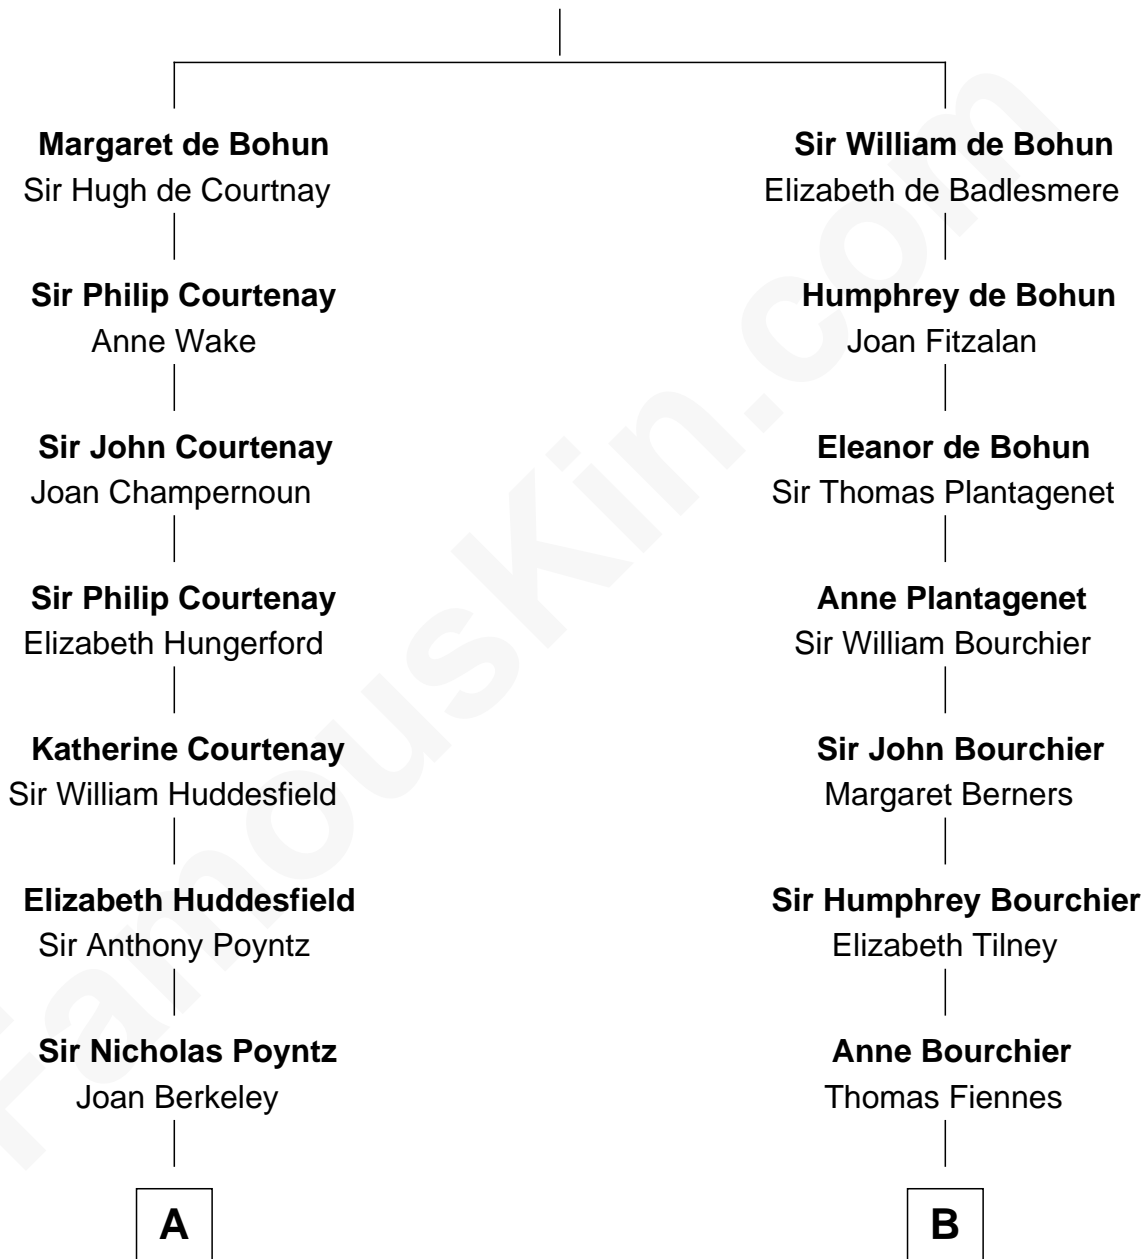 Margaret de Bohun
Sir Hugh de Courtnay
Sir Philip Courtenay
Anne Wake
Sir John Courtenay
Joan Champernoun
Sir Philip Courtenay
Elizabeth Hungerford
Katherine Courtenay
Sir William Huddesfield
Elizabeth Huddesfield
Sir Anthony Poyntz
Sir Nicholas Poyntz
Joan Berkeley
A
Sir William de Bohun
Elizabeth de Badlesmere
Humphrey de Bohun
Joan Fitzalan
Eleanor de Bohun
Sir Thomas Plantagenet
Anne Plantagenet
Sir William Bourchier
Sir John Bourchier
Margaret Berners
Sir Humphrey Bourchier
Elizabeth Tilney
Anne Bourchier
Thomas Fiennes
B
FamousKin.com